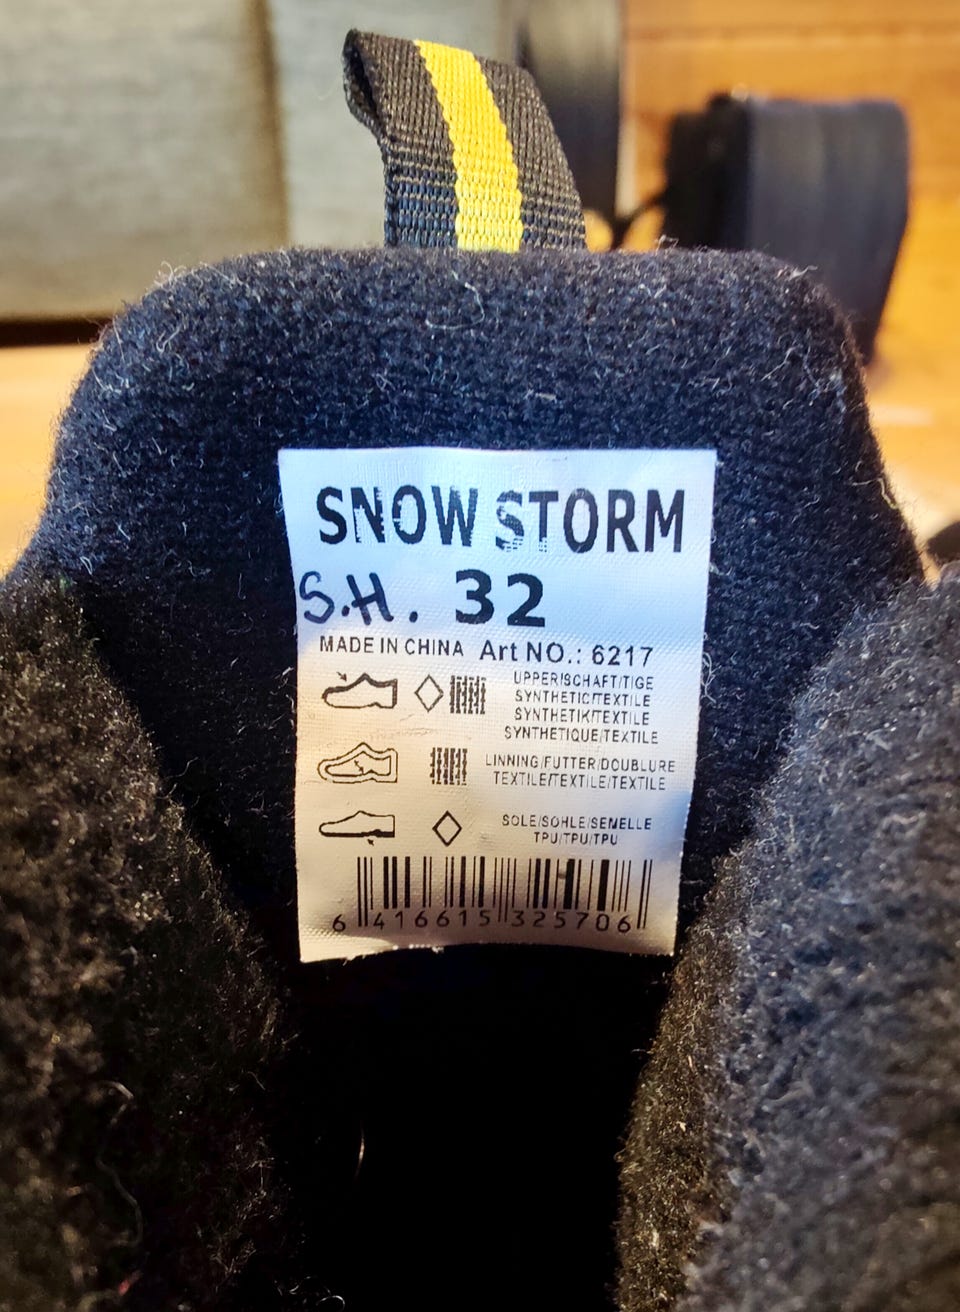 SNOW STORM
S.H. 32
MADE IN CHINA Art NO.: 6217
UPPER/SCHAFT/TIGE
SYNTHETIC/TEXTILE
SYNTHETIK/TEXTILE
SYNTHETIQUE/TEXTILE
LINNING/FUTTER/DOUBLURE
TEXTILE/TEXTILE/TEXTILE
SOLE/SOHLE/SEMELLE
TPU/TPU/TPU
6 416615 325706